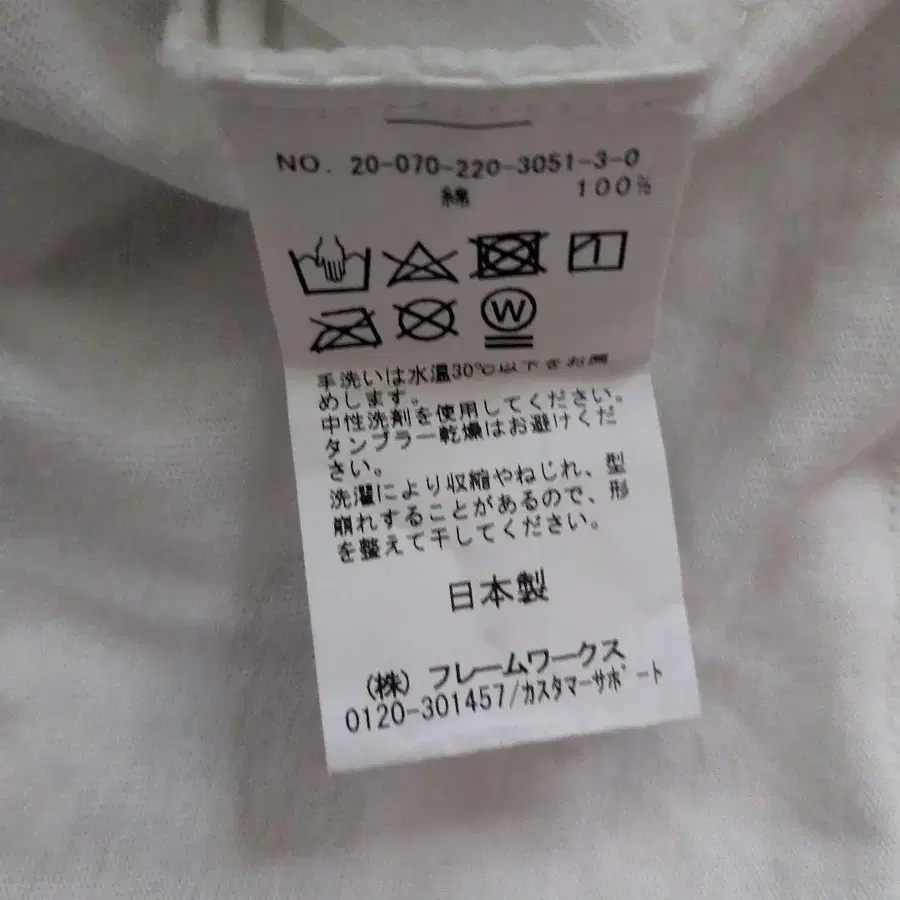 NO. 20-070-220-3051-3-0
綿 100%
W
手洗いは水温30℃以下をお薦
めします。
中性洗剤を使用してください。
タンブラー乾燥はお避けくだ
さい。
洗濯により収縮やねじれ、型
崩れすることがあるので、形
を整えて干してください。
日本製
(株) フレームワークス
0120-301457/カスタマーサポート